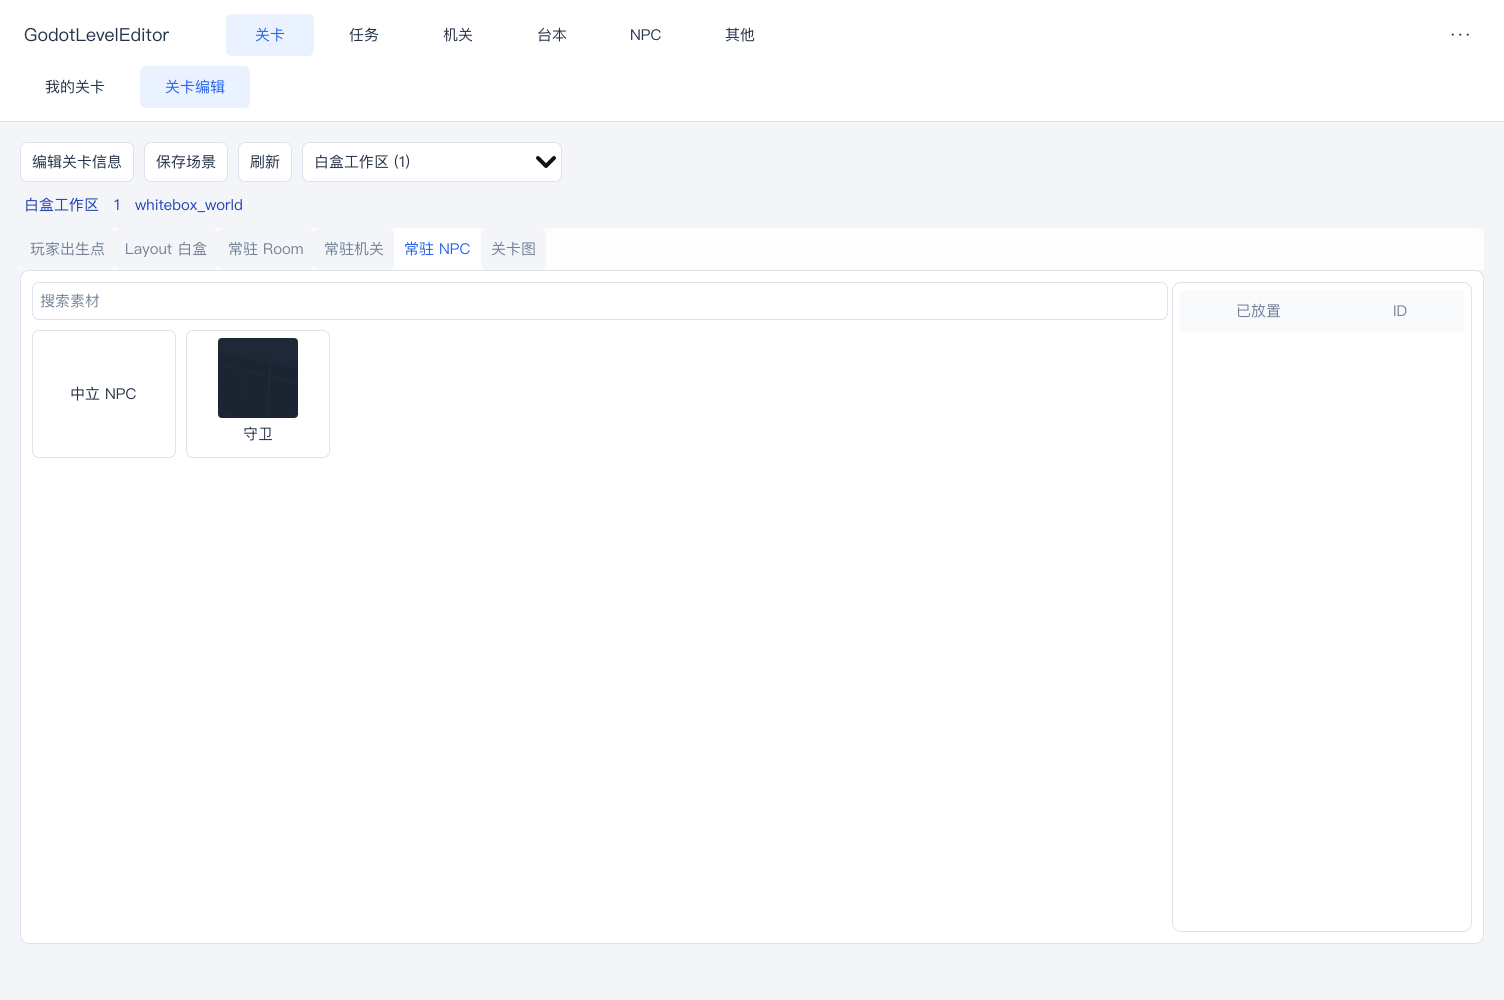 GodotLevelEditor 关卡 任务 机关 台本 NPC 其他 ...
我的关卡 关卡编辑
编辑关卡信息 保存场景 刷新 白盒工作区 (1)
白盒工作区 1 whitebox_world
玩家出生点 Layout 白盒 常驻 Room 常驻机关 常驻 NPC 关卡图
搜索素材
已放置 ID
中立 NPC
守卫